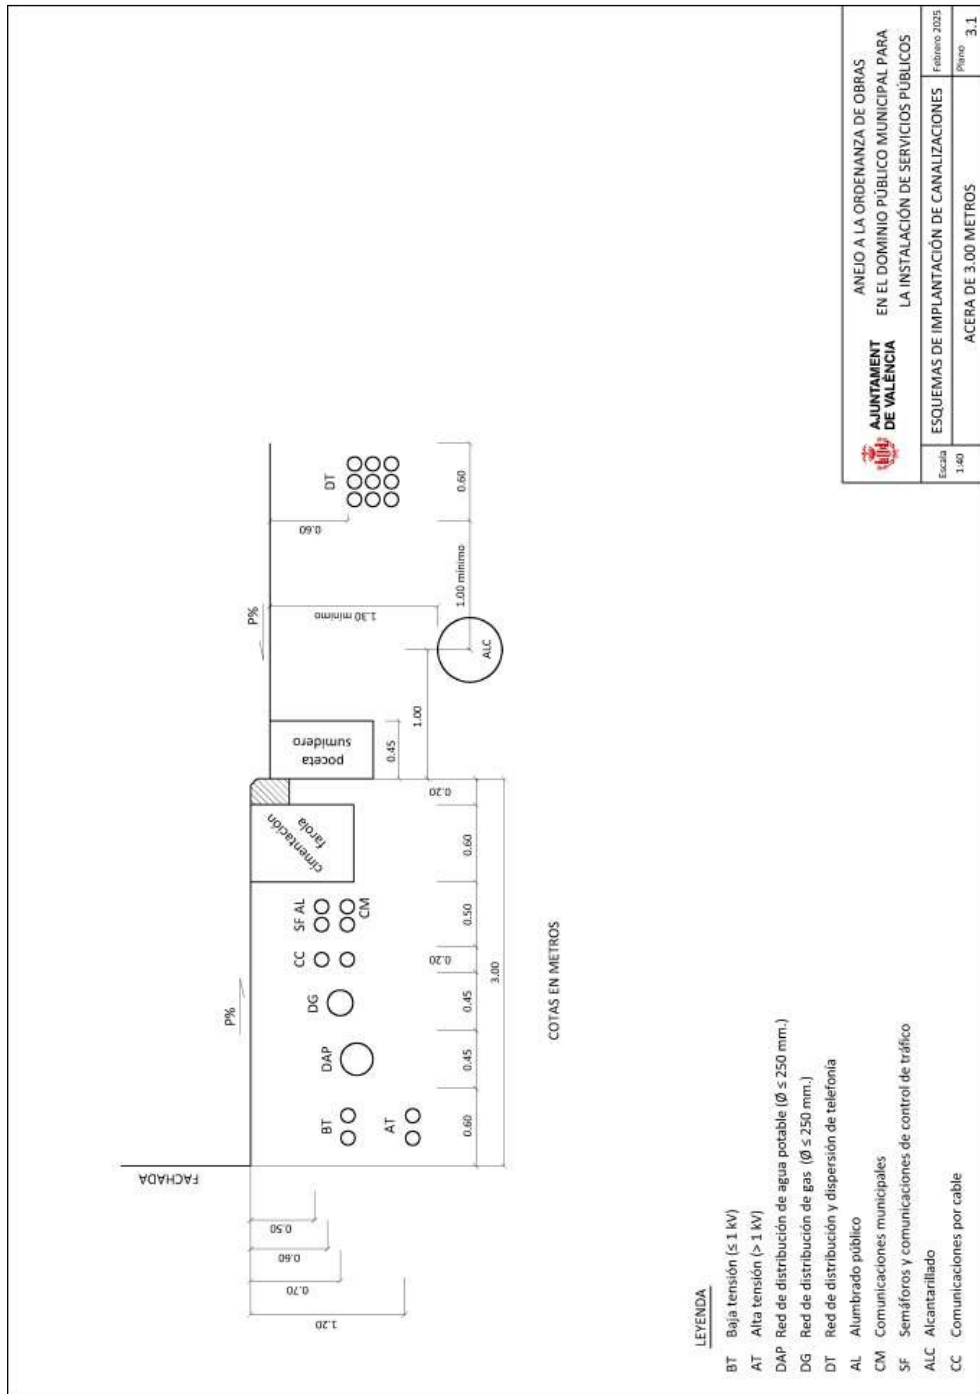 FACHADA
P%
P%
BT
AT
DAP
DG
CC
SF AL
CM
cimentación
farola
poceta
sumidero
ALC
DT
0.50
0.60
0.70
1.20
0.60
0.45
0.45
0.20
0.50
0.60
0.20
3.00
0.45
1.00
1.30 mínimo
1.00 mínimo
0.60
0.60
COTAS EN METROS
LEYENDA
BT Baja tensión (≤ 1 kV)
AT Alta tensión (> 1 kV)
DAP Red de distribución de agua potable (Ø ≤ 250 mm.)
DG Red de distribución de gas (Ø ≤ 250 mm.)
DT Red de distribución y dispersión de telefonía
AL Alumbrado público
CM Comunicaciones municipales
SF Semáforos y comunicaciones de control de tráfico
ALC Alcantarillado
CC Comunicaciones por cable
AJUNTAMENT
DE VALÈNCIA
ANEJO A LA ORDENANZA DE OBRAS
EN EL DOMINIO PÚBLICO MUNICIPAL PARA
LA INSTALACIÓN DE SERVICIOS PÚBLICOS
Escala
1:40
ESQUEMAS DE IMPLANTACIÓN DE CANALIZACIONES
ACERA DE 3.00 METROS
Febrero 2025
Plano 3.1